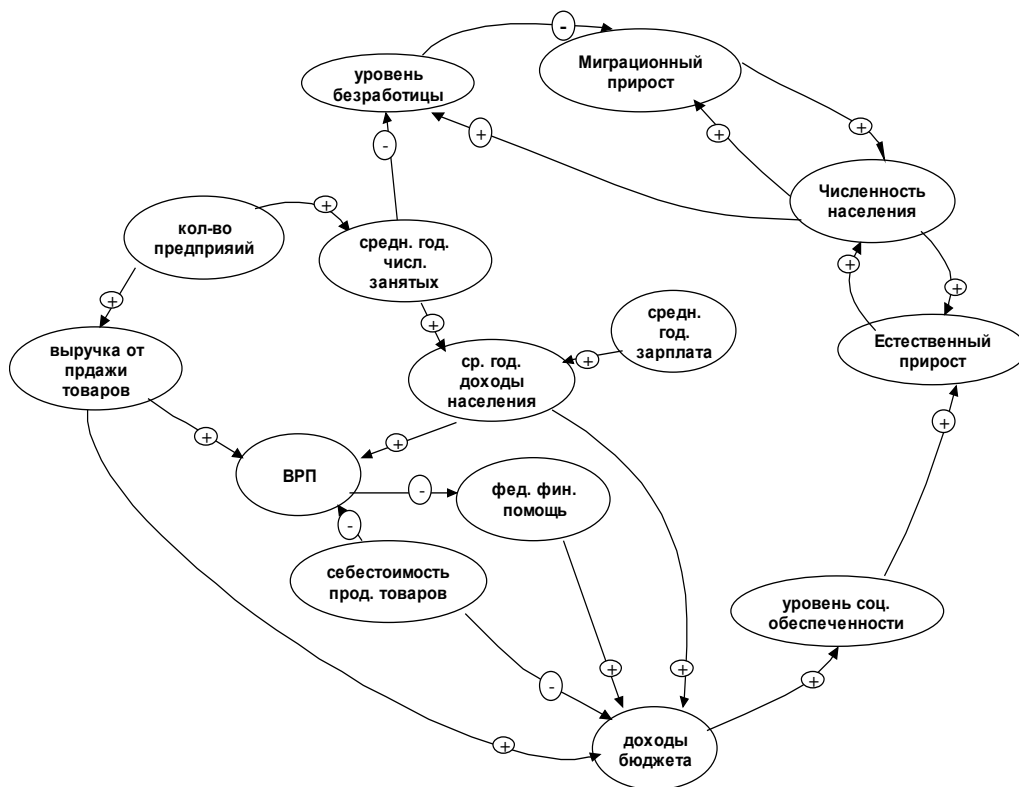 -
Миграционный
прирост
уровень
безработицы
+
+
+
-
Численность
населения
кол-во
предприяий
+
средн. год.
числ.
занятых
+
+
+
средн.
год.
зарплата
+
Естественный
прирост
выручка от
прдажи
товаров
+
ср. год.
доходы
населения
+
+
+
ВРП
-
фед. фин.
помощь
-
себестоимость
прод. товаров
уровень соц.
обеспеченности
+
+
+
-
+
доходы
бюджета